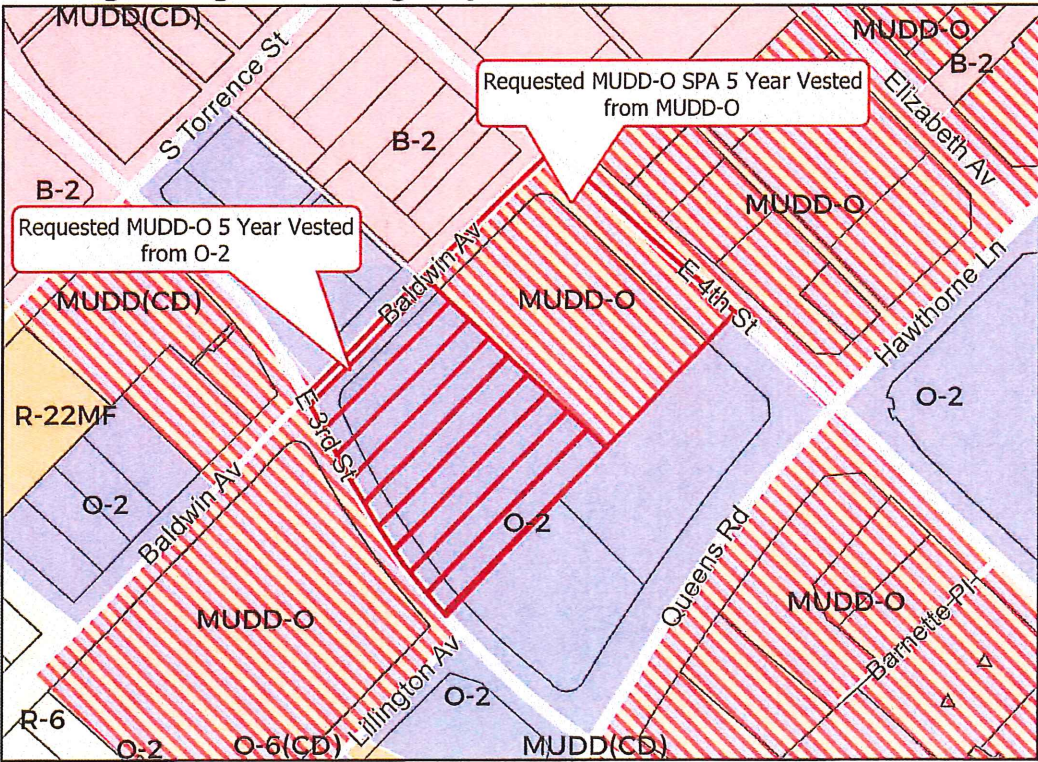 MUDD(CD)
MUDD-O
B-2
S Torrence St
Elizabeth Av
Requested MUDD-O SPA 5 Year Vested
from MUDD-O
B-2
B-2
MUDD-O
Requested MUDD-O 5 Year Vested
from O-2
Baldwin Av
E 4th St
Hawthorne Ln
MUDD(CD)
MUDD-O
R-22MF
E 3rd St
O-2
O-2
Baldwin Av
O-2
Queens Rd
MUDD-O
MUDD-O
Barnette Pl
Lillington Av
O-2
R-6
O-2
O-6(CD)
MUDD(CD)